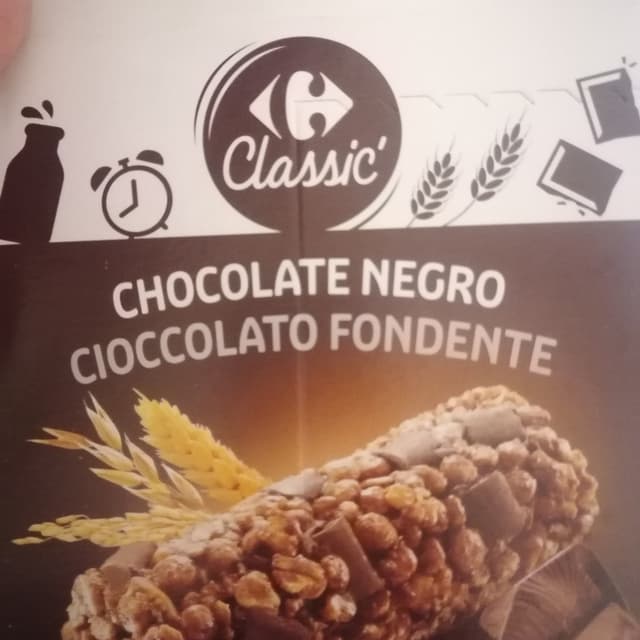 Classic'
CHOCOLATE NEGRO
CIOCCOLATO FONDENTE